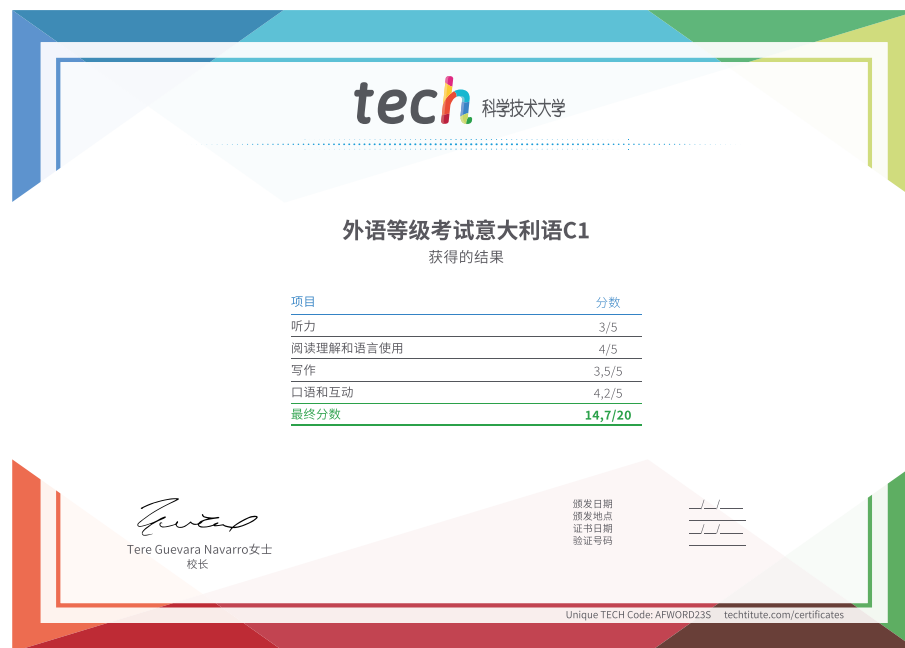 tech 科学技术大学
外语等级考试意大利语C1
获得的结果
项目 分数
听力 3/5
阅读理解和语言使用 4/5
写作 3,5/5
口语和互动 4,2/5
最终分数 14,7/20
颁发日期 __/__/____
颁发地点
证书日期 __/__/____
验证号码
Tere Guevara Navarro女士
校长
Unique TECH Code: AFWORD23S techtitute.com/certificates